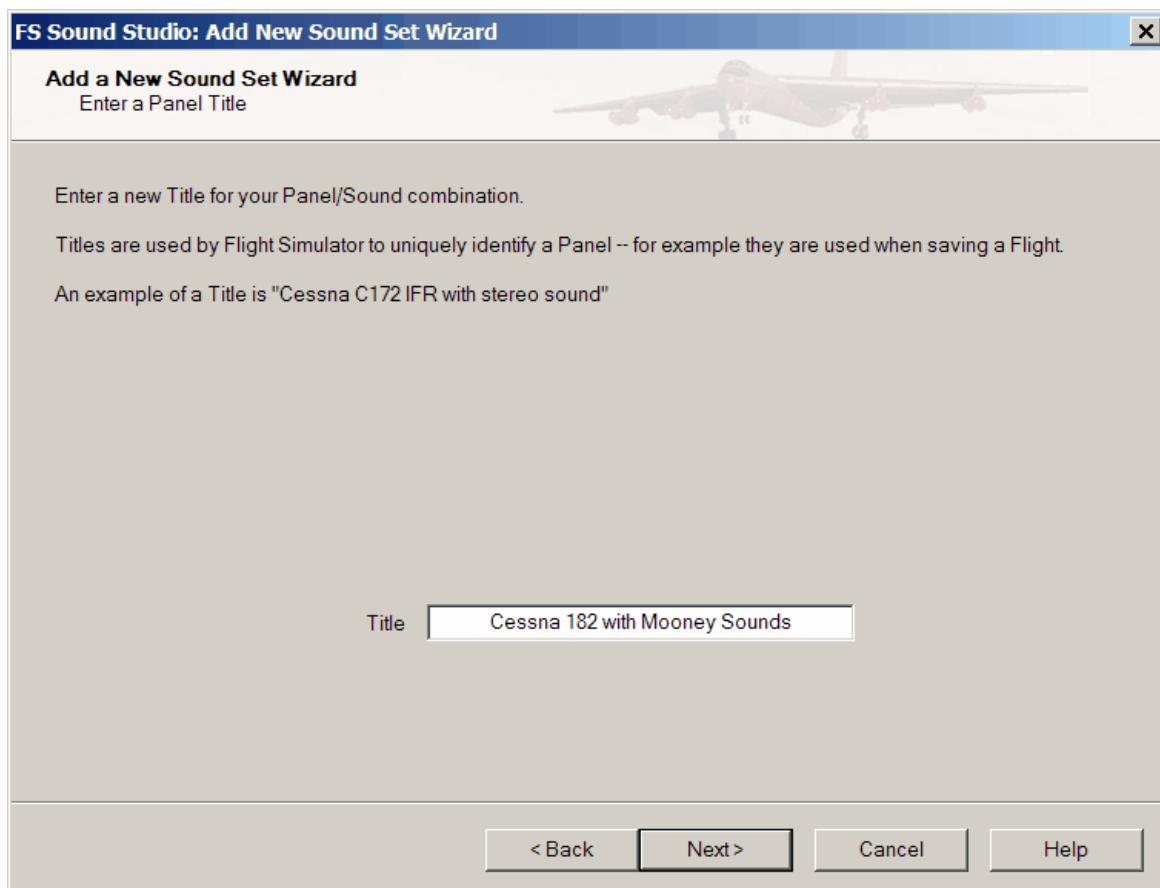 FS Sound Studio: Add New Sound Set Wizard
Add a New Sound Set Wizard
Enter a Panel Title
Enter a new Title for your Panel/Sound combination.
Titles are used by Flight Simulator to uniquely identify a Panel -- for example they are used when saving a Flight.
An example of a Title is "Cessna C172 IFR with stereo sound"
Title Cessna 182 with Mooney Sounds
< Back Next > Cancel Help